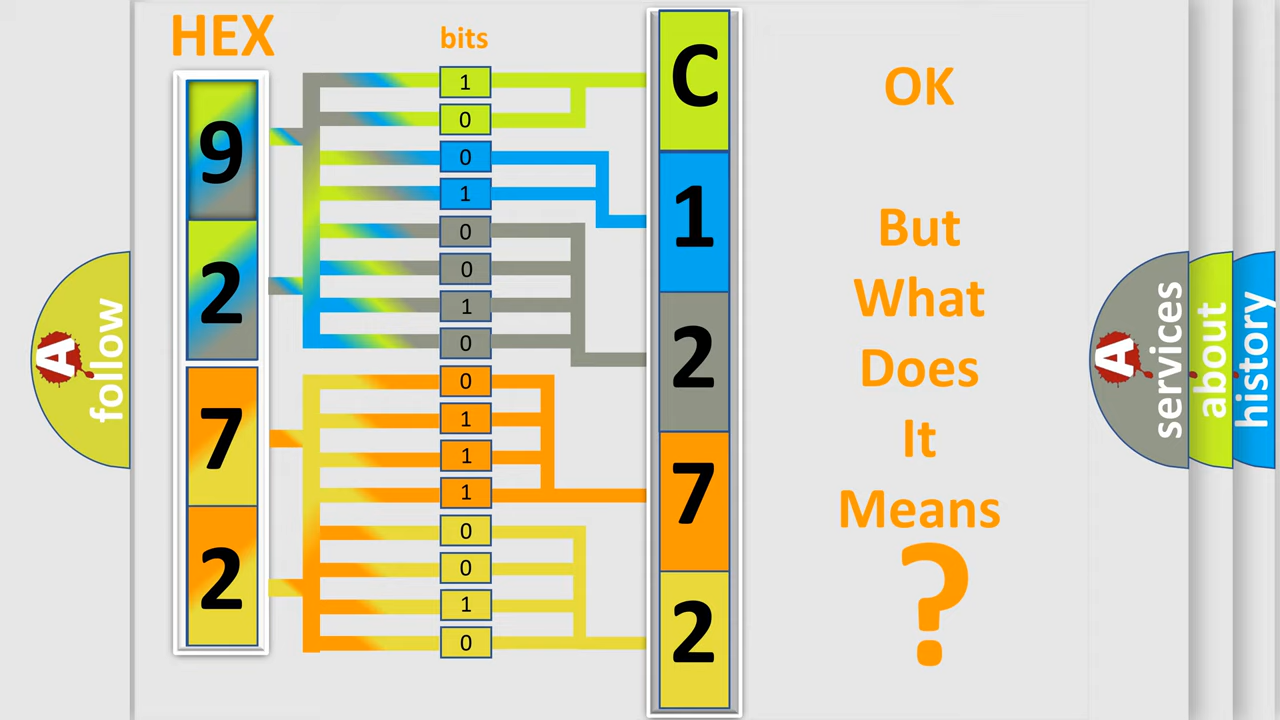 HEX
bits
9
2
7
2
1
0
0
1
0
0
1
0
0
1
1
1
0
0
1
0
C
1
2
7
2
OK
But
What
Does
It
Means
?
A
follow
A
services
about
history